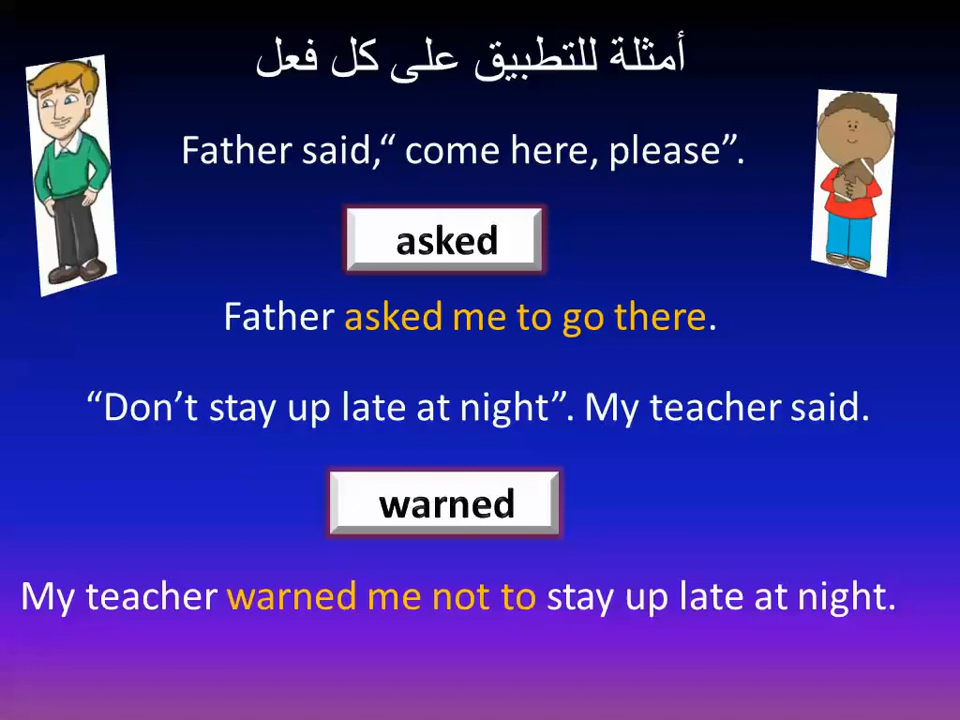 أمثلة للتطبيق على كل فعل
Father said,“ come here, please”.
asked
Father asked me to go there.
“Don’t stay up late at night”. My teacher said.
warned
My teacher warned me not to stay up late at night.